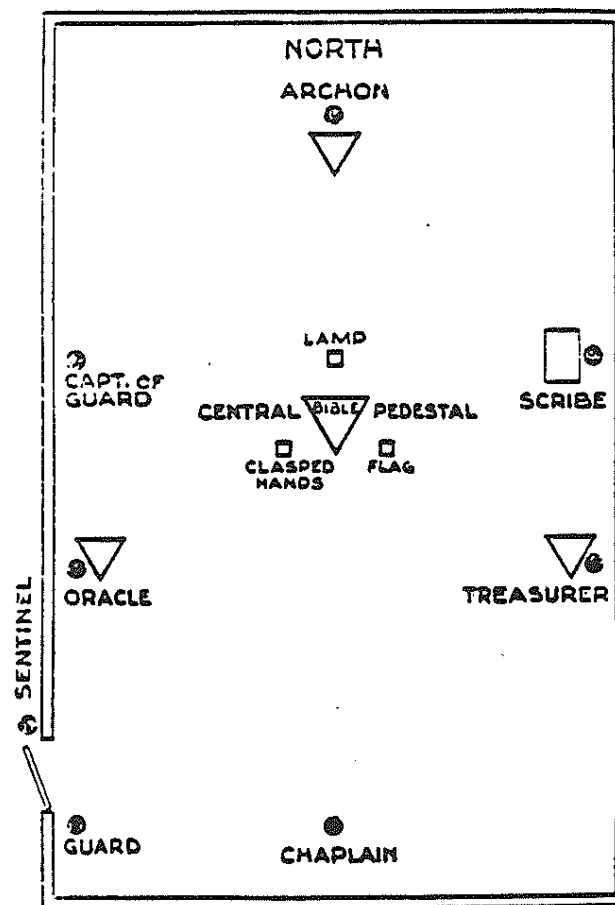 NORTH
ARCHON
LAMP
CAPT. OF
GUARD
CENTRAL BIBLE PEDESTAL
SCRIBE
CLASPED
HANDS
FLAG
ORACLE
TREASURER
SENTINEL
GUARD
CHAPLAIN